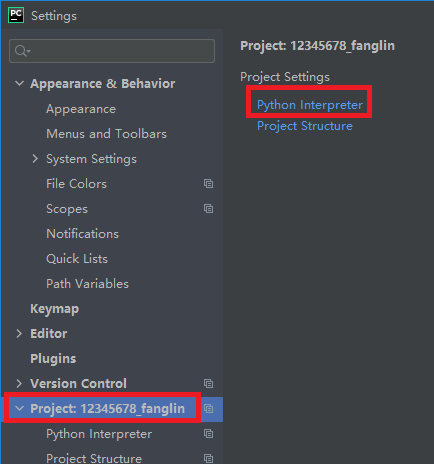 PC Settings
Appearance & Behavior
Appearance
Menus and Toolbars
System Settings
File Colors
Scopes
Notifications
Quick Lists
Path Variables
Keymap
Editor
Plugins
Version Control
Project: 12345678_fanglin
Python Interpreter
Project Structure
Project: 12345678_fanglin
Project Settings
Python Interpreter
Project Structure